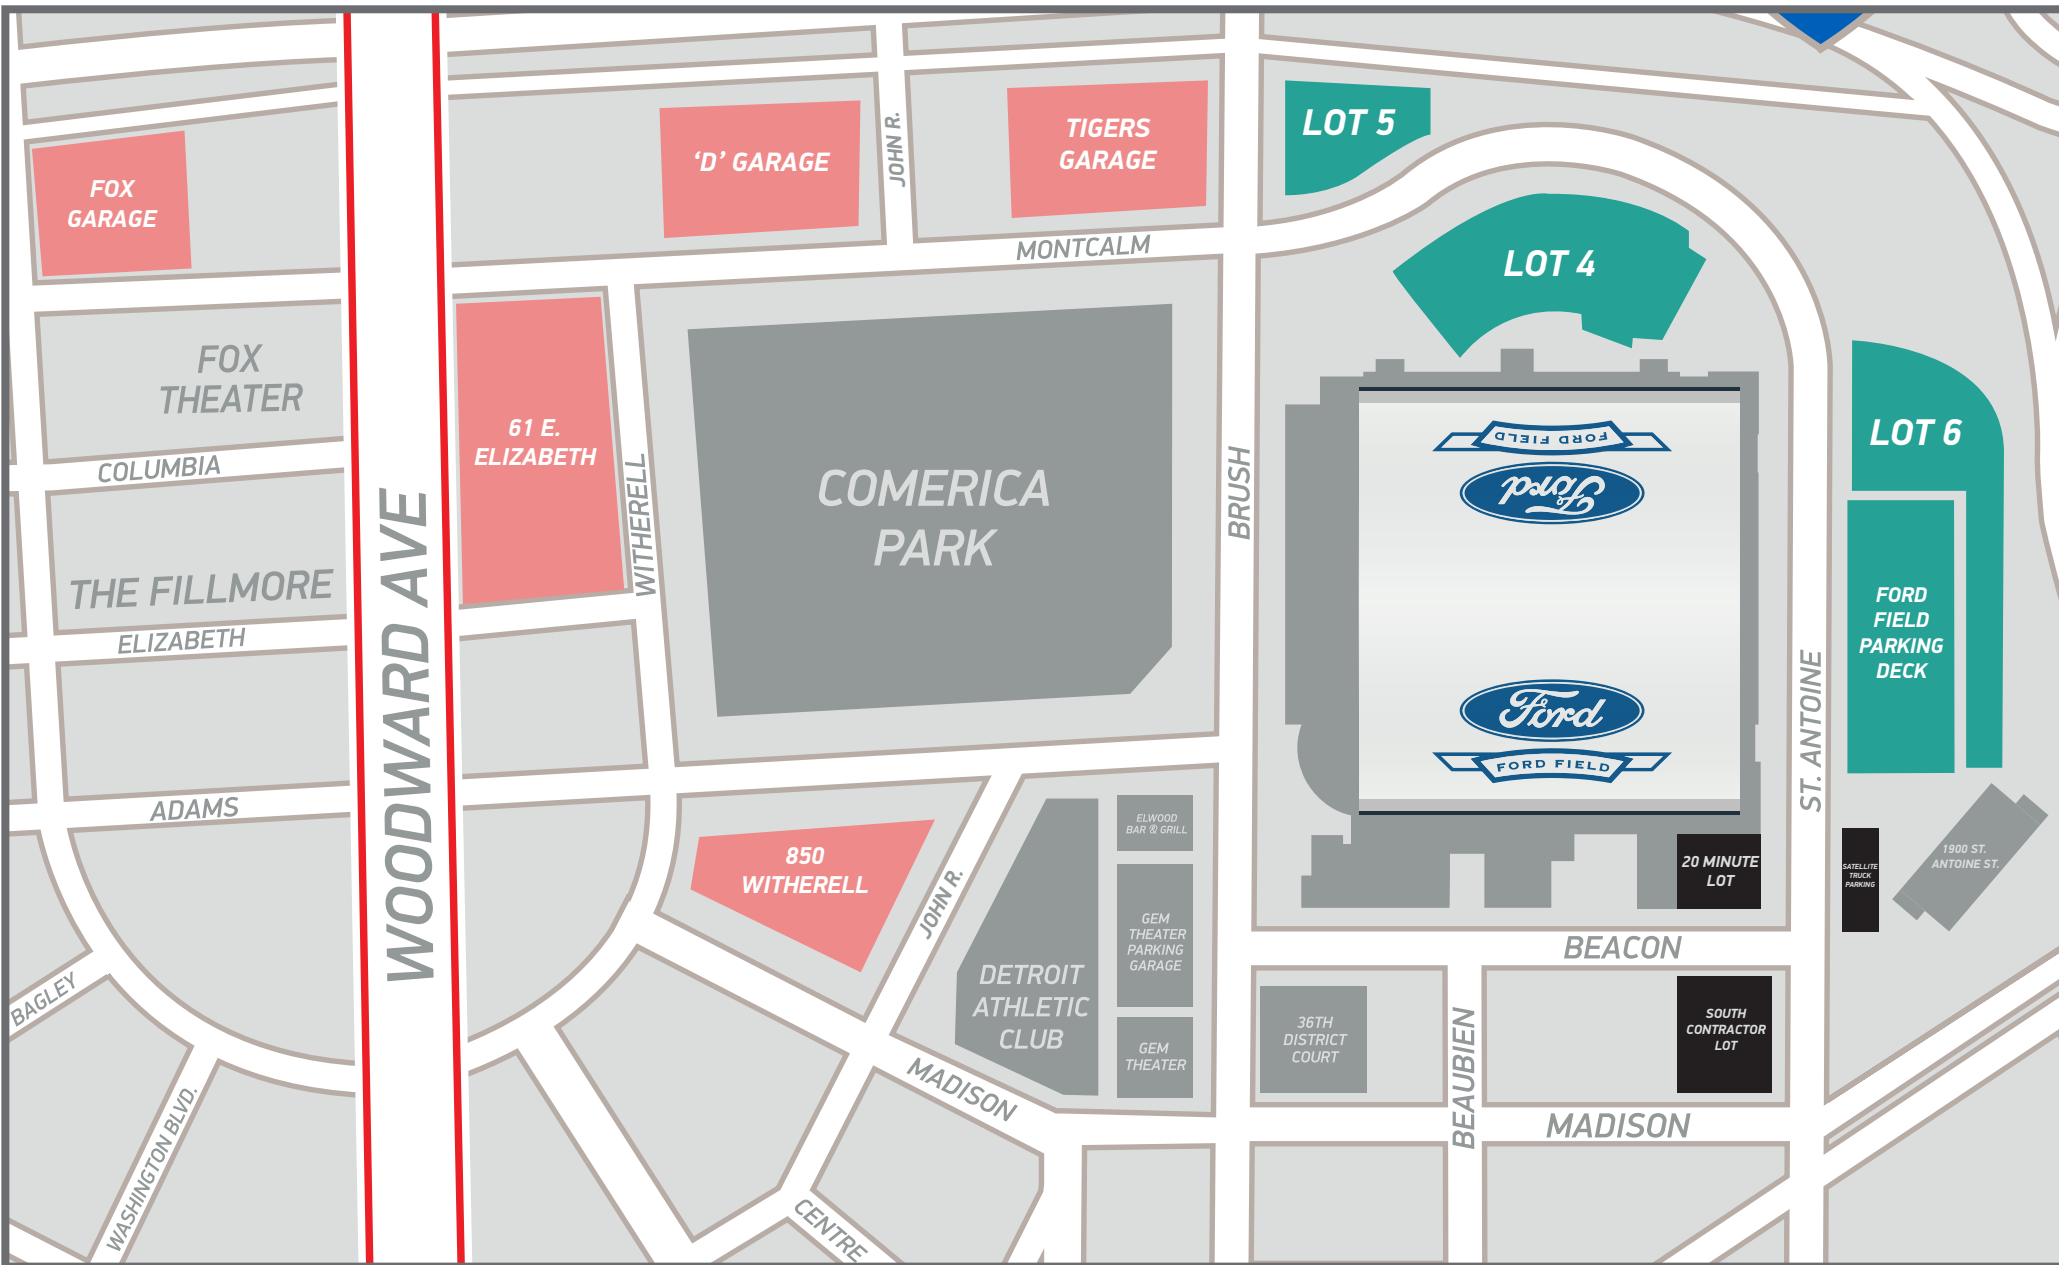 LOT 5
TIGERS
GARAGE
'D' GARAGE
JOHN R.
FOX
GARAGE
MONTCALM
LOT 4
FOX
THEATER
61 E.
ELIZABETH
COLUMBIA
WITHERELL
COMERICA
PARK
BRUSH
FORD FIELD
Ford
LOT 6
THE FILLMORE
ELIZABETH
WOODWARD AVE
FORD
FIELD
PARKING
DECK
ST. ANTOINE
Ford
FORD FIELD
ADAMS
850
WITHERELL
JOHN R.
ELWOOD
BAR & GRILL
GEM
THEATER
PARKING
GARAGE
DETROIT
ATHLETIC
CLUB
GEM
THEATER
20 MINUTE
LOT
SATELLITE
TRUCK
PARKING
1900 ST.
ANTOINE ST.
BEACON
BAGLEY
36TH
DISTRICT
COURT
BEAUBIEN
SOUTH
CONTRACTOR
LOT
MADISON
MADISON
WASHINGTON BLVD.
CENTRE